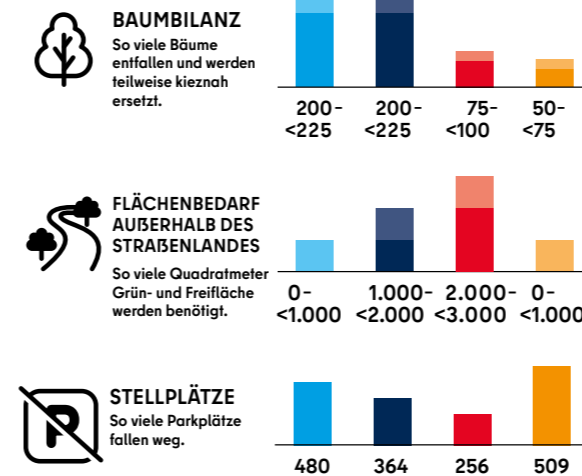 BAUMBILANZ
So viele Bäume
entfallen und werden
teilweise kieznah
ersetzt.
200- 200- 75- 50-
<225 <225 <100 <75
FLÄCHENBEDARF
AUßERHALB DES
STRAßENLANDES
So viele Quadratmeter
Grün- und Freifläche
werden benötigt.
0- 1.000- 2.000- 0-
<1.000 <2.000 <3.000 <1.000
P
STELLPLÄTZE
So viele Parkplätze
fallen weg.
480 364 256 509